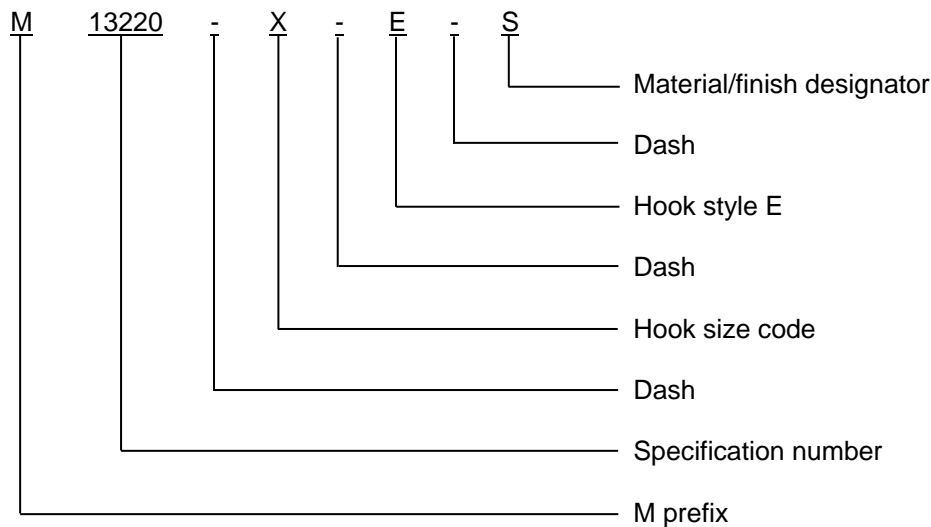 M 13220 - X - E - S
Material/finish designator
Dash
Hook style E
Dash
Hook size code
Dash
Specification number
M prefix